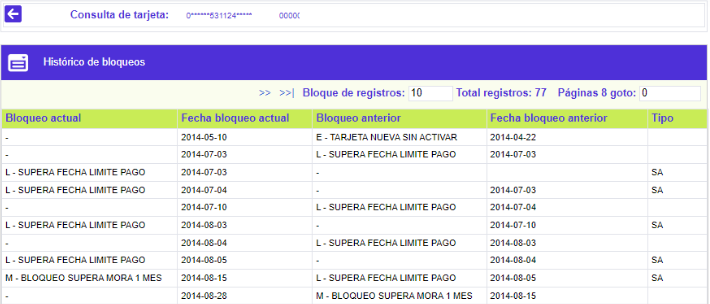 Consulta de tarjeta: 0******531124***** 0000(
Histórico de bloqueos
>> >>| Bloque de registros: 10 Total registros: 77 Páginas 8 goto: 0
Bloqueo actual Fecha bloqueo actual Bloqueo anterior Fecha bloqueo anterior Tipo
- 2014-05-10 E - TARJETA NUEVA SIN ACTIVAR 2014-04-22
- 2014-07-03 L - SUPERA FECHA LIMITE PAGO 2014-07-03
L - SUPERA FECHA LIMITE PAGO 2014-07-03 - SA
L - SUPERA FECHA LIMITE PAGO 2014-07-04 - 2014-07-03 SA
- 2014-07-10 L - SUPERA FECHA LIMITE PAGO 2014-07-04
L - SUPERA FECHA LIMITE PAGO 2014-08-03 - 2014-07-10 SA
- 2014-08-04 L - SUPERA FECHA LIMITE PAGO 2014-08-03
L - SUPERA FECHA LIMITE PAGO 2014-08-05 - 2014-08-04 SA
M - BLOQUEO SUPERA MORA 1 MES 2014-08-15 L - SUPERA FECHA LIMITE PAGO 2014-08-05 SA
- 2014-08-28 M - BLOQUEO SUPERA MORA 1 MES 2014-08-15